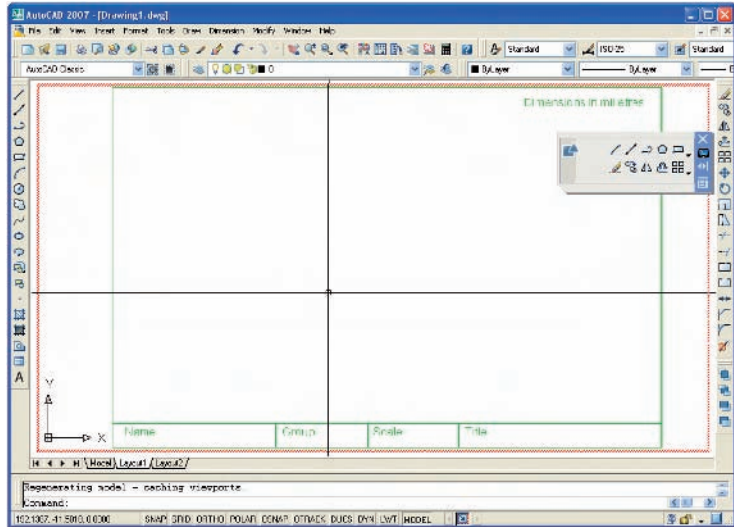 AutoCAD 2007 - [Drawing1.dwg]
File Edit View Insert Format Tools Draw Dimension Modify Window Help
Standard ISO-25 Standard
AutoCAD Classic 0 ByLayer ByLayer
Dimensions in millimetres
A
Y
X
Name Group Scale Title
Model Layout1 Layout2
Regenerating model - caching viewports.
Command:
SNAP GRID ORTHO POLAR OSNAP OTRACK DUCS DYN LWT MODEL